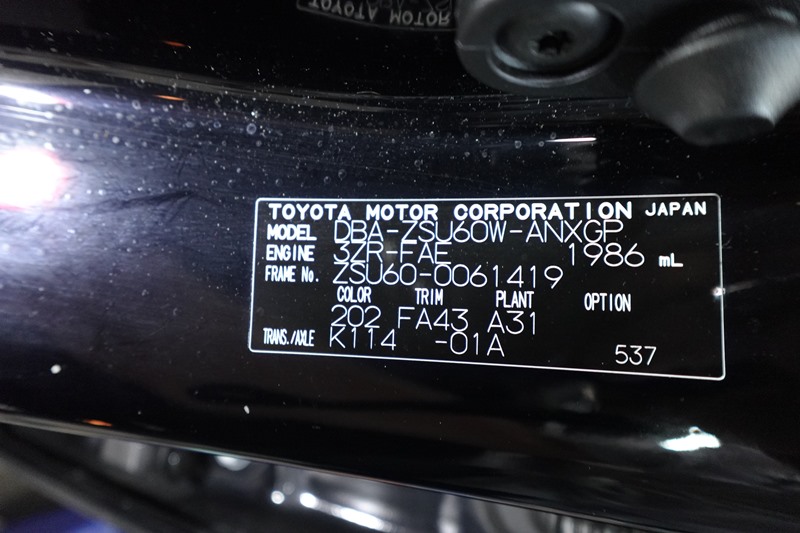 TOYOTA MOTOR CORPORATION JAPAN
MODEL DBA-ZSU60W-ANXGP
ENGINE 3ZR-FAE 1986 mL
FRAME No. ZSU60-0061419
COLOR TRIM PLANT OPTION
202 FA43 A31
TRANS./AXLE K114 -01A
537